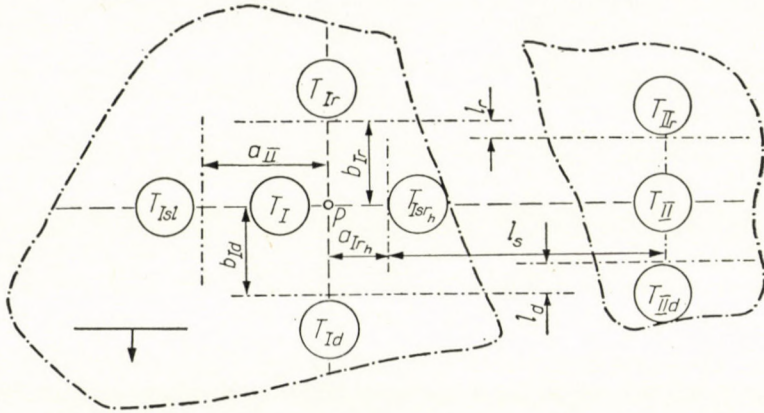 T_Ir
l_r
T_IIr
a_II
b_Ir
T_Isl
T_I
P
T_Isr_h
T_II
b_Id
a_Ir_h
l_s
T_Id
l_d
T_IId